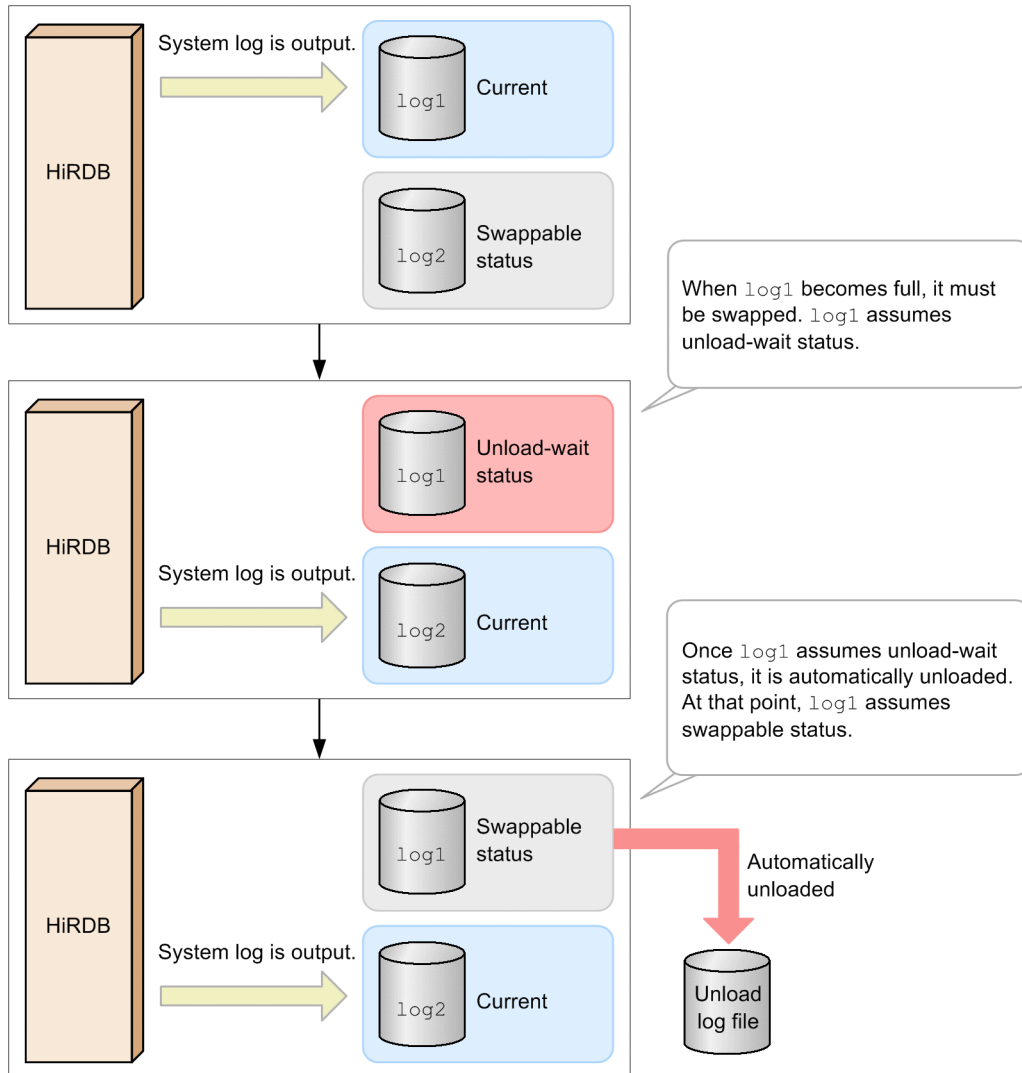 System log is output.
HiRDB
log1
Current
log2
Swappable
status
When log1 becomes full, it must
be swapped. log1 assumes
unload-wait status.
HiRDB
log1
Unload-wait
status
System log is output.
log2
Current
Once log1 assumes unload-wait
status, it is automatically unloaded.
At that point, log1 assumes
swappable status.
HiRDB
log1
Swappable
status
Automatically
unloaded
System log is output.
log2
Current
Unload
log file